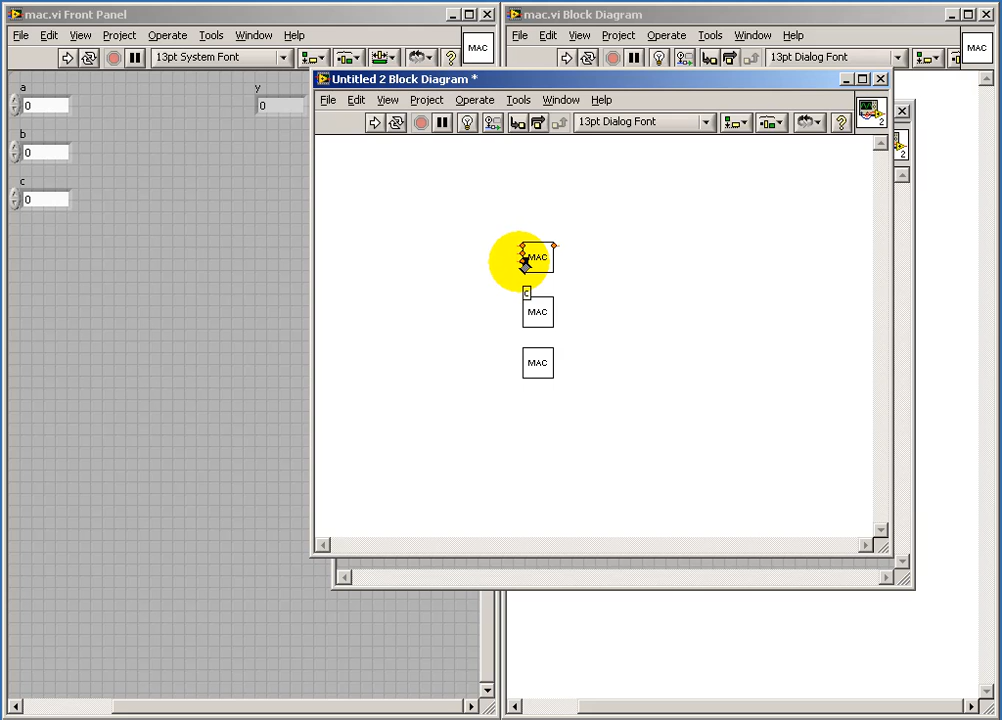 mac.vi Front Panel
File Edit View Project Operate Tools Window Help
13pt System Font
MAC
a
0
b
0
c
0
y
0
mac.vi Block Diagram
File Edit View Project Operate Tools Window Help
13pt Dialog Font
MAC
2
Untitled 2 Block Diagram *
File Edit View Project Operate Tools Window Help
13pt Dialog Font
2
MAC
c
MAC
MAC